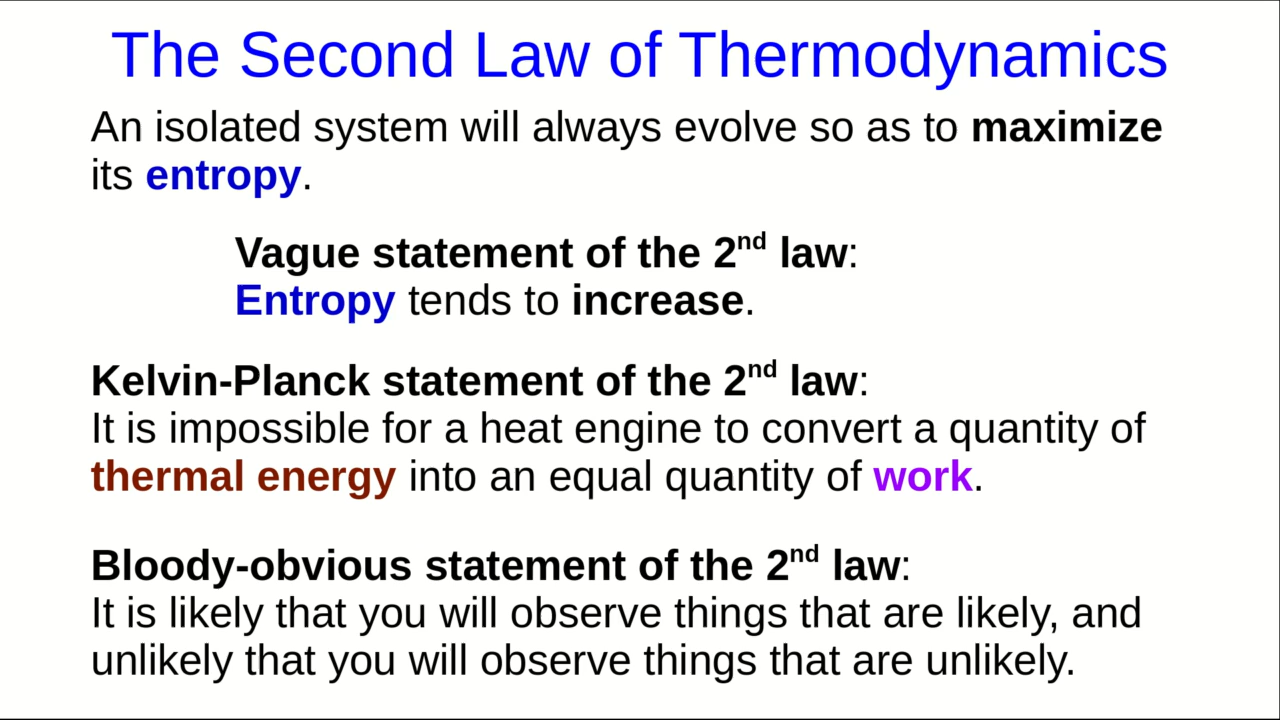 The Second Law of Thermodynamics
An isolated system will always evolve so as to maximize
its entropy.
Vague statement of the 2nd law:
Entropy tends to increase.
Kelvin-Planck statement of the 2nd law:
It is impossible for a heat engine to convert a quantity of
thermal energy into an equal quantity of work.
Bloody-obvious statement of the 2nd law:
It is likely that you will observe things that are likely, and
unlikely that you will observe things that are unlikely.